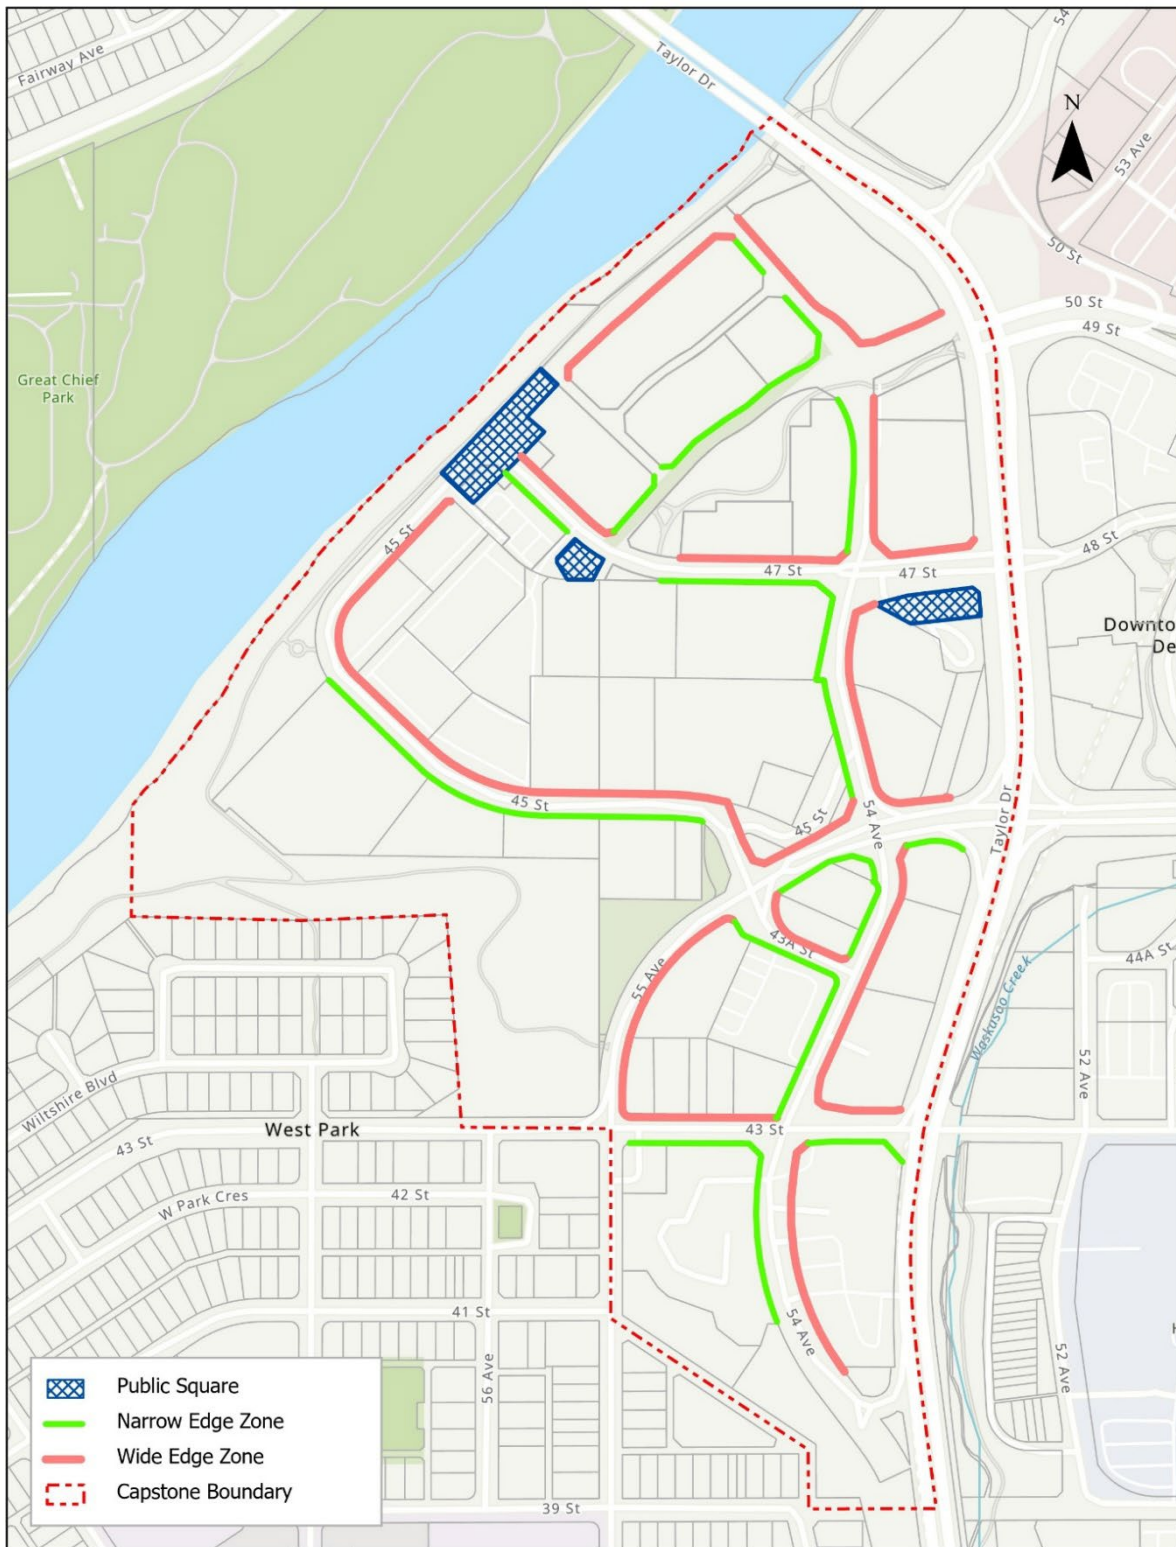 Fairway Ave
Taylor Dr
54
N
53 Ave
50 St
50 St
49 St
Great Chief
Park
45 St
48 St
47 St
47 St
Downto
De
45 St
45 St
54 Ave
Taylor Dr
43A St
44A St
55 Ave
Waskasoo Creek
52 Ave
Wiltshire Blvd
West Park
43 St
43 St
42 St
W Park Cres
41 St
54 Ave
52 Ave
56 Ave
39 St
Public Square
Narrow Edge Zone
Wide Edge Zone
Capstone Boundary